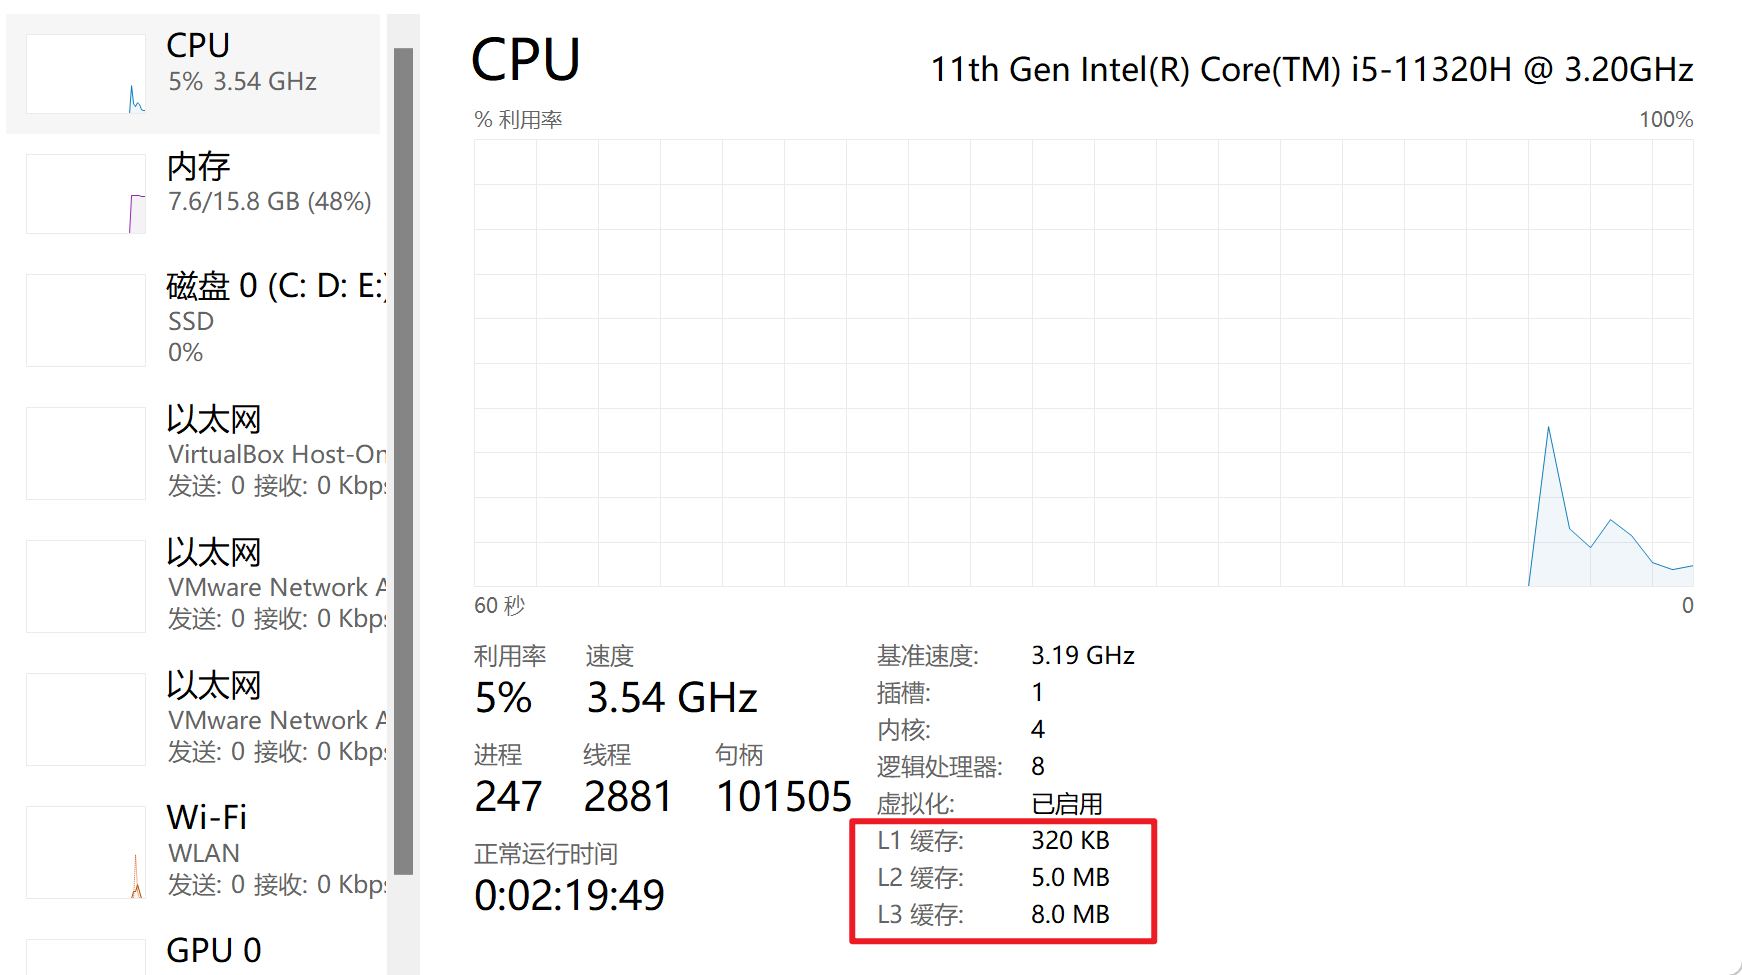 CPU
5% 3.54 GHz
内存
7.6/15.8 GB (48%)
磁盘 0 (C: D: E:)
SSD
0%
以太网
VirtualBox Host-On
发送: 0 接收: 0 Kbps
以太网
VMware Network A
发送: 0 接收: 0 Kbps
以太网
VMware Network A
发送: 0 接收: 0 Kbps
Wi-Fi
WLAN
发送: 0 接收: 0 Kbps
GPU 0
CPU
11th Gen Intel(R) Core(TM) i5-11320H @ 3.20GHz
% 利用率
100%
60 秒
0
利用率
5%
速度
3.54 GHz
进程
247
线程
2881
句柄
101505
正常运行时间
0:02:19:49
基准速度: 3.19 GHz
插槽: 1
内核: 4
逻辑处理器: 8
虚拟化: 已启用
L1 缓存: 320 KB
L2 缓存: 5.0 MB
L3 缓存: 8.0 MB